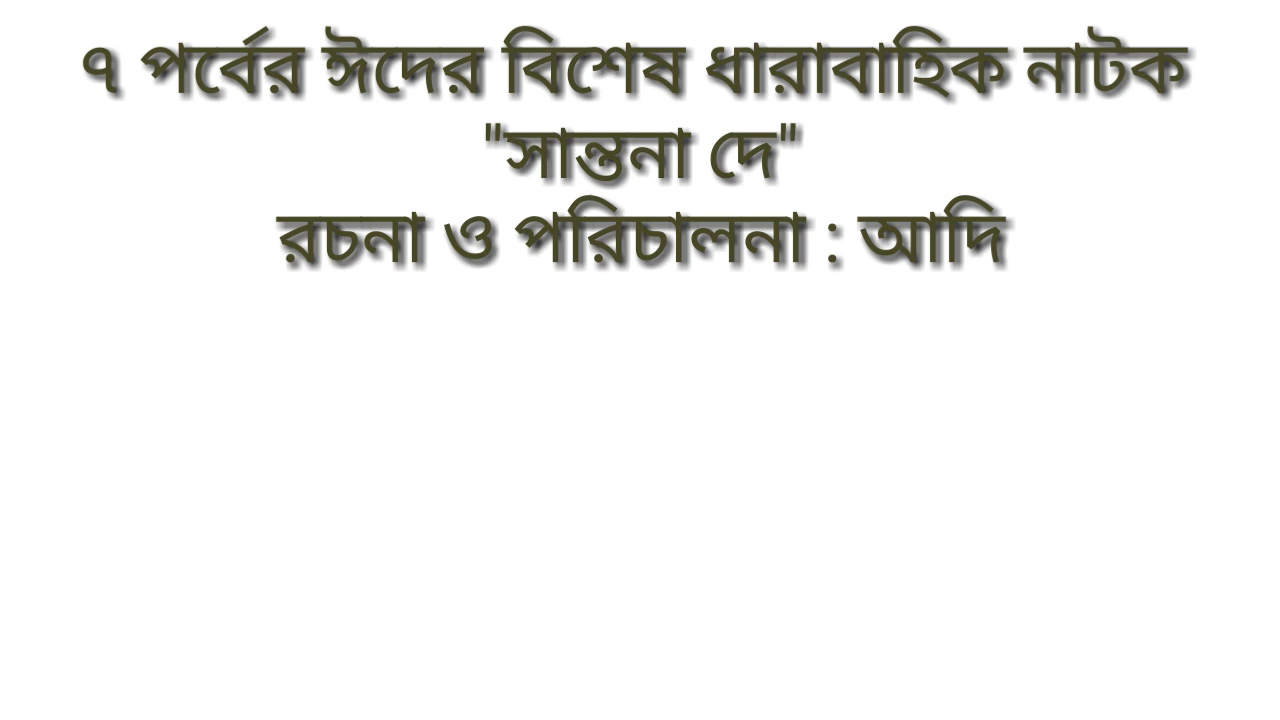 ৭ পর্বের ঈদের বিশেষ ধারাবাহিক নাটক
"সান্তনা দে"
রচনা ও পরিচালনা : আদি